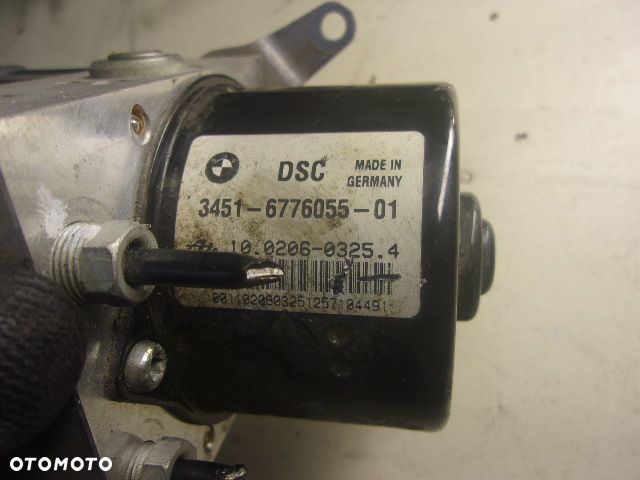 DSC
MADE IN
GERMANY
3451-6776055-01
10.0206-0325.4
OTOMOTO